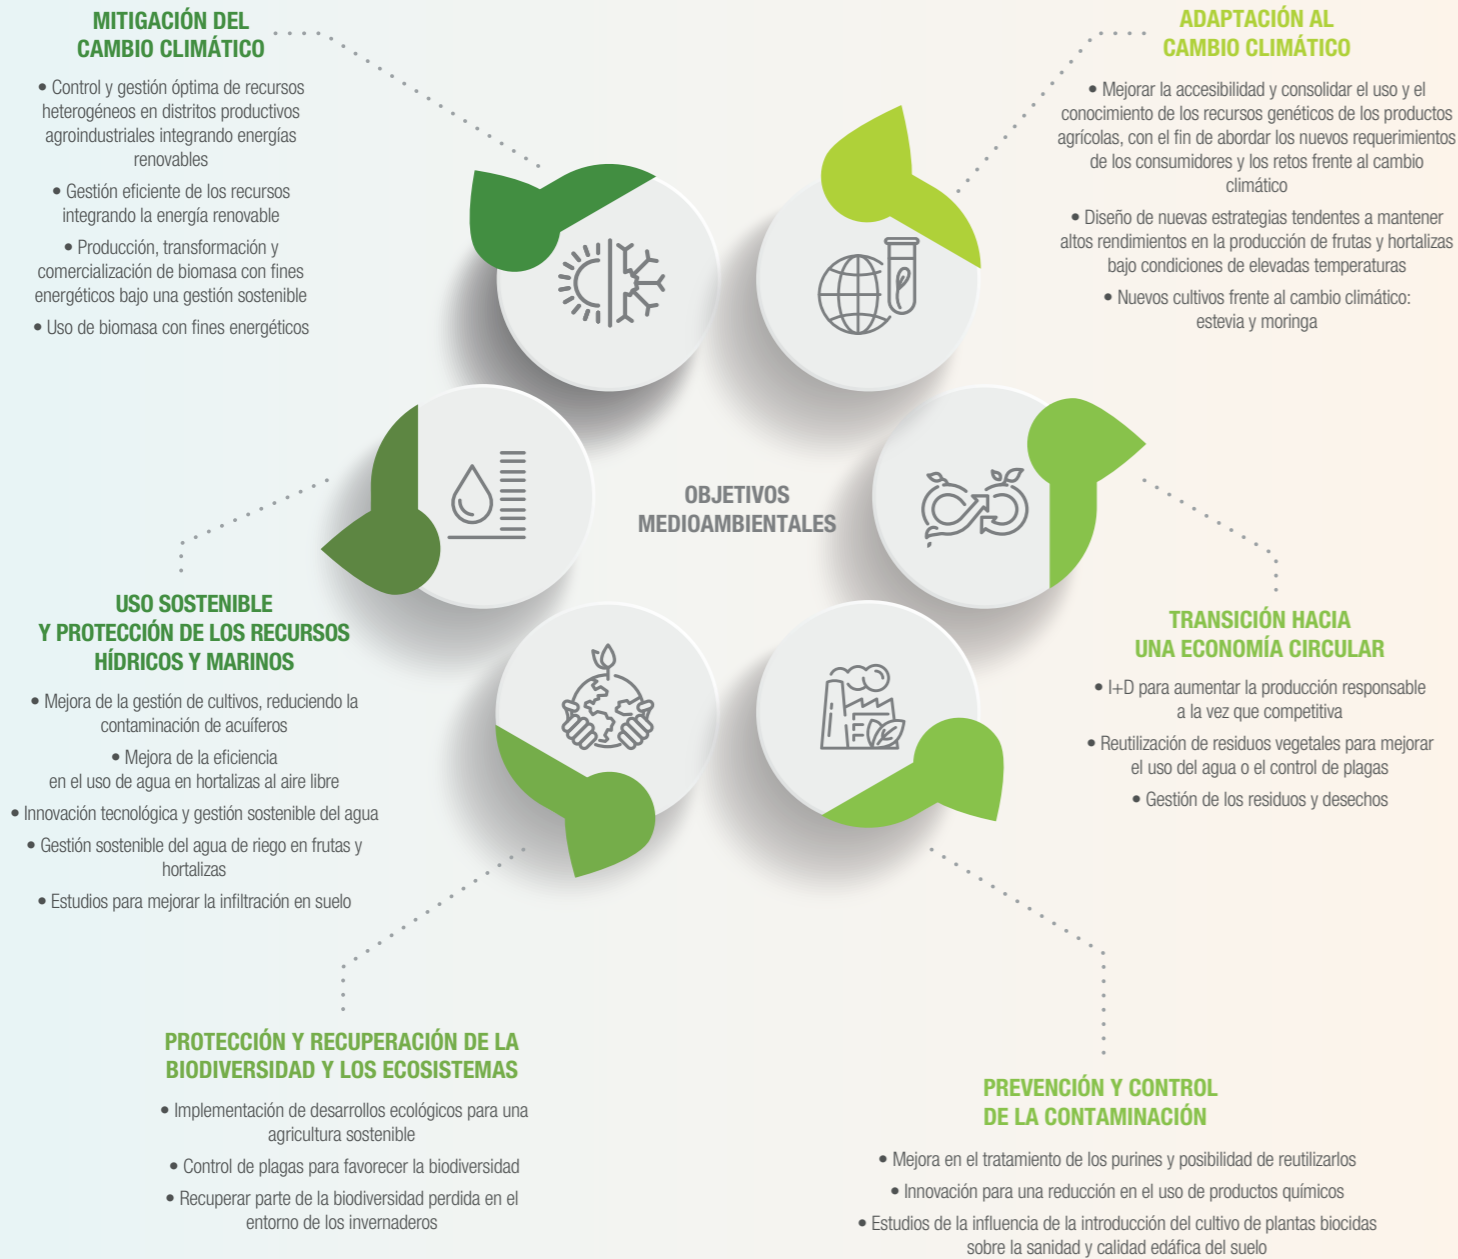 MITIGACIÓN DEL
CAMBIO CLIMÁTICO
• Control y gestión óptima de recursos
heterogéneos en distritos productivos
agroindustriales integrando energías
renovables
• Gestión eficiente de los recursos
integrando la energía renovable
• Producción, transformación y
comercialización de biomasa con fines
energéticos bajo una gestión sostenible
• Uso de biomasa con fines energéticos
ADAPTACIÓN AL
CAMBIO CLIMÁTICO
• Mejorar la accesibilidad y consolidar el uso y el
conocimiento de los recursos genéticos de los productos
agrícolas, con el fin de abordar los nuevos requerimientos
de los consumidores y los retos frente al cambio
climático
• Diseño de nuevas estrategias tendentes a mantener
altos rendimientos en la producción de frutas y hortalizas
bajo condiciones de elevadas temperaturas
• Nuevos cultivos frente al cambio climático:
estevia y moringa
OBJETIVOS
MEDIOAMBIENTALES
USO SOSTENIBLE
Y PROTECCIÓN DE LOS RECURSOS
HÍDRICOS Y MARINOS
• Mejora de la gestión de cultivos, reduciendo la
contaminación de acuíferos
• Mejora de la eficiencia
en el uso de agua en hortalizas al aire libre
• Innovación tecnológica y gestión sostenible del agua
• Gestión sostenible del agua de riego en frutas y
hortalizas
• Estudios para mejorar la infiltración en suelo
TRANSICIÓN HACIA
UNA ECONOMÍA CIRCULAR
• I+D para aumentar la producción responsable
a la vez que competitiva
• Reutilización de residuos vegetales para mejorar
el uso del agua o el control de plagas
• Gestión de los residuos y desechos
PROTECCIÓN Y RECUPERACIÓN DE LA
BIODIVERSIDAD Y LOS ECOSISTEMAS
• Implementación de desarrollos ecológicos para una
agricultura sostenible
• Control de plagas para favorecer la biodiversidad
• Recuperar parte de la biodiversidad perdida en el
entorno de los invernaderos
PREVENCIÓN Y CONTROL
DE LA CONTAMINACIÓN
• Mejora en el tratamiento de los purines y posibilidad de reutilizarlos
• Innovación para una reducción en el uso de productos químicos
• Estudios de la influencia de la introducción del cultivo de plantas biocidas
sobre la sanidad y calidad edáfica del suelo